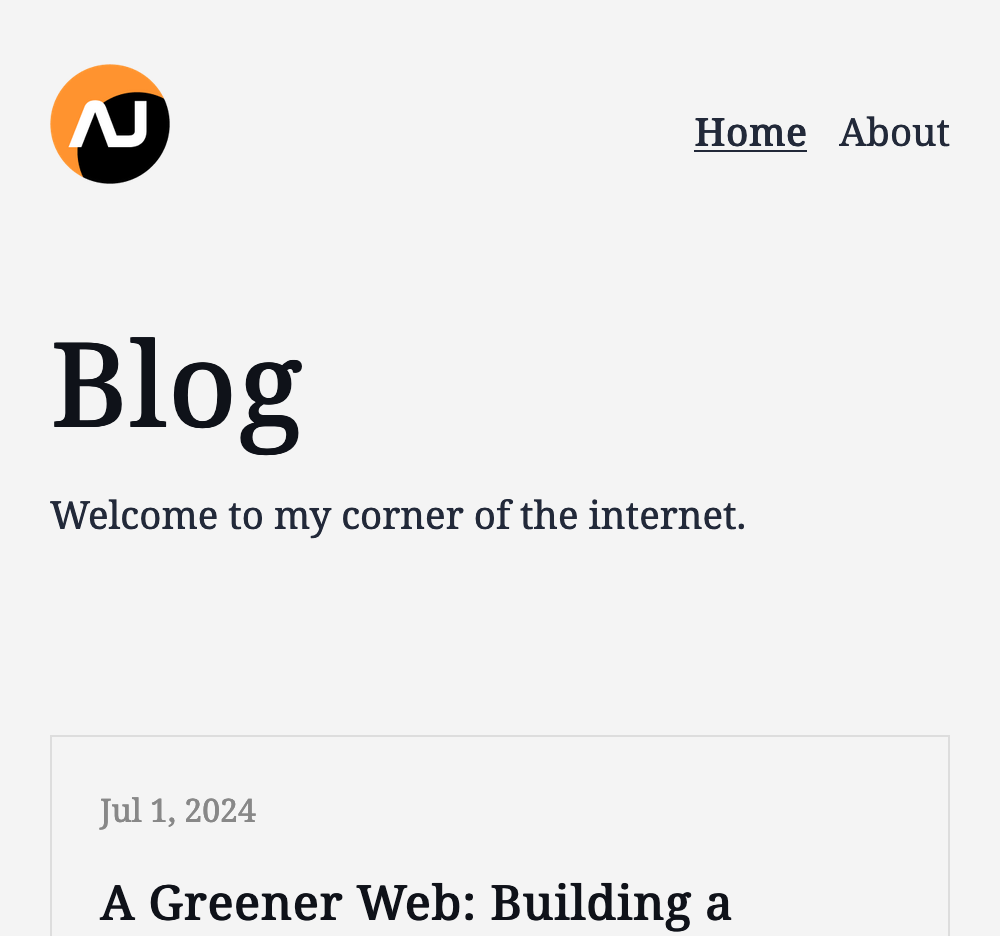 AJ
Home About
Blog
Welcome to my corner of the internet.
Jul 1, 2024
A Greener Web: Building a